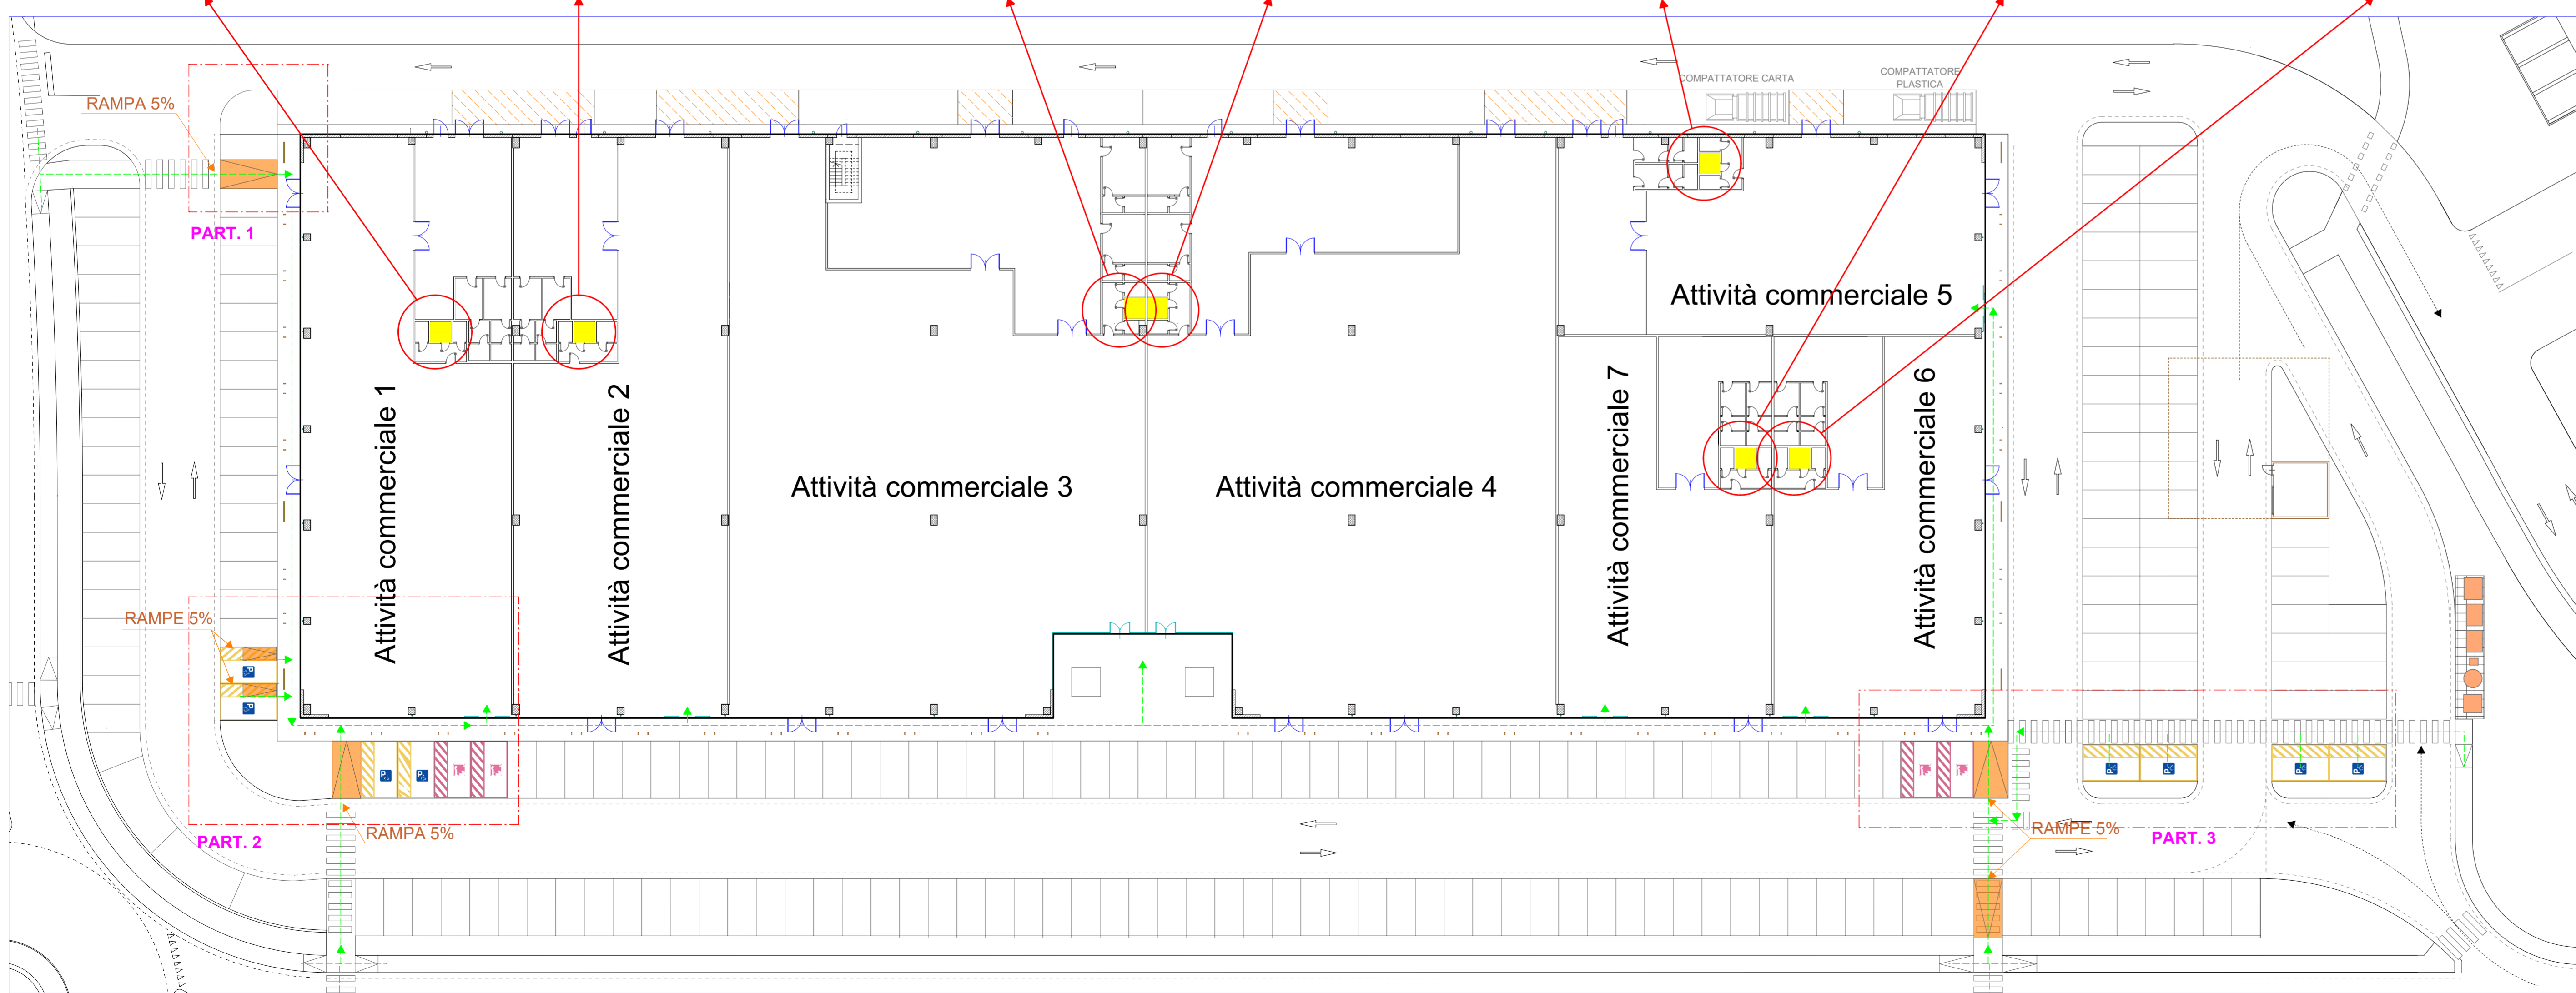 COMPATTATORE CARTA
COMPATTATORE
PLASTICA
RAMPA 5%
PART. 1
Attività commerciale 5
Attività commerciale 1
Attività commerciale 2
Attività commerciale 3
Attività commerciale 4
Attività commerciale 7
Attività commerciale 6
RAMPE 5%
P
P
P
P
P
P
P
P
RAMPA 5%
PART. 2
RAMPE 5%
PART. 3